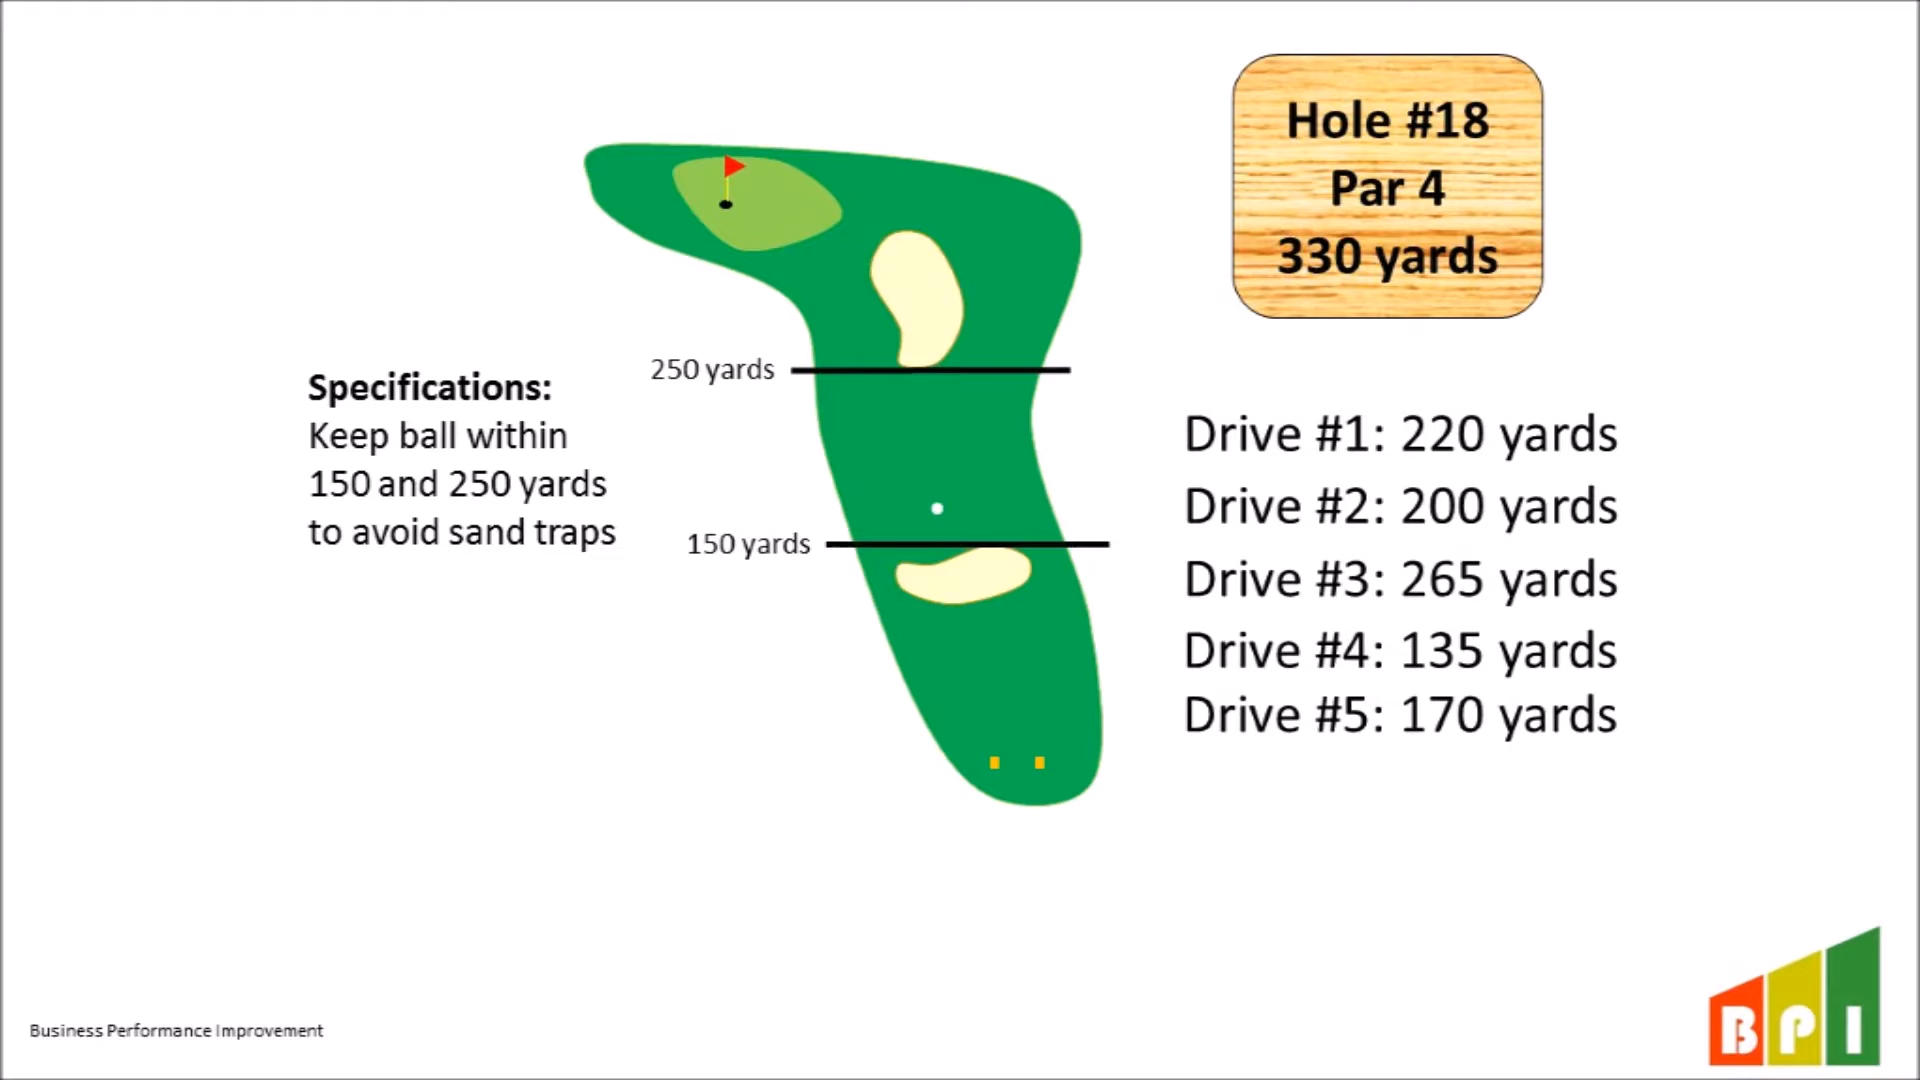 Hole #18
Par 4
330 yards
250 yards
Specifications:
Keep ball within
150 and 250 yards
to avoid sand traps
150 yards
Drive #1: 220 yards
Drive #2: 200 yards
Drive #3: 265 yards
Drive #4: 135 yards
Drive #5: 170 yards
Business Performance Improvement
BPI